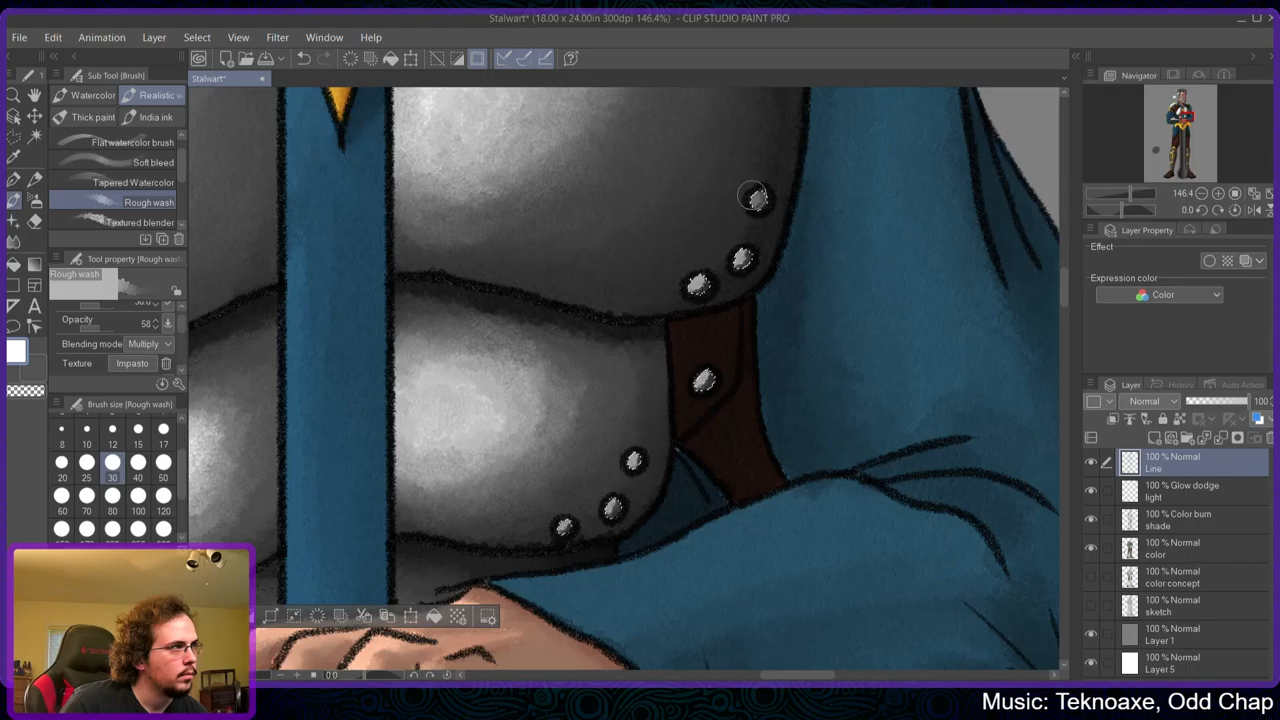 Stalwart* (18.00 x 24.00in 300dpi 146.4%) - CLIP STUDIO PAINT PRO
File Edit Animation Layer Select View Filter Window Help
Sub Tool [Brush]
Stalwart*
Navigator
Watercolor
Realistic w
Thick paint
India ink
Flat watercolor brush
Soft bleed
Tapered Watercolor
Rough wash
Textured blender
146.4
0.0
Layer Property
Effect
Expression color
Color
Tool property [Rough wash]
Rough wash
Opacity 58
Blending mode Multiply
Texture Impasto
Brush size [Rough wash]
8 10 12 15 17
20 25 30 40 50
60 70 80 100 120
Layer History Auto Action
Normal 100
100 % Normal
Line
100 % Glow dodge
light
100 % Color burn
shade
100 % Normal
color
100 % Normal
color concept
100 % Normal
sketch
100 % Normal
Layer 1
100 % Normal
Layer 5
Music: Teknoaxe, Odd Chap